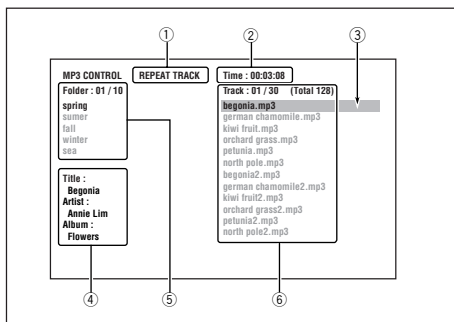 ① ② ③
MP3 CONTROL REPEAT TRACK Time : 00:03:08
Folder : 01 / 10
spring
sumer
fall
winter
sea
Track : 01 / 30 (Total 128)
begonia.mp3
german chamomile.mp3
kiwi fruit.mp3
orchard grass.mp3
petunia.mp3
north pole.mp3
begonia2.mp3
german chamomile2.mp3
kiwi fruit2.mp3
orchard grass2.mp3
petunia2.mp3
north pole2.mp3
Title :
Begonia
Artist :
Annie Lim
Album :
Flowers
④ ⑤ ⑥